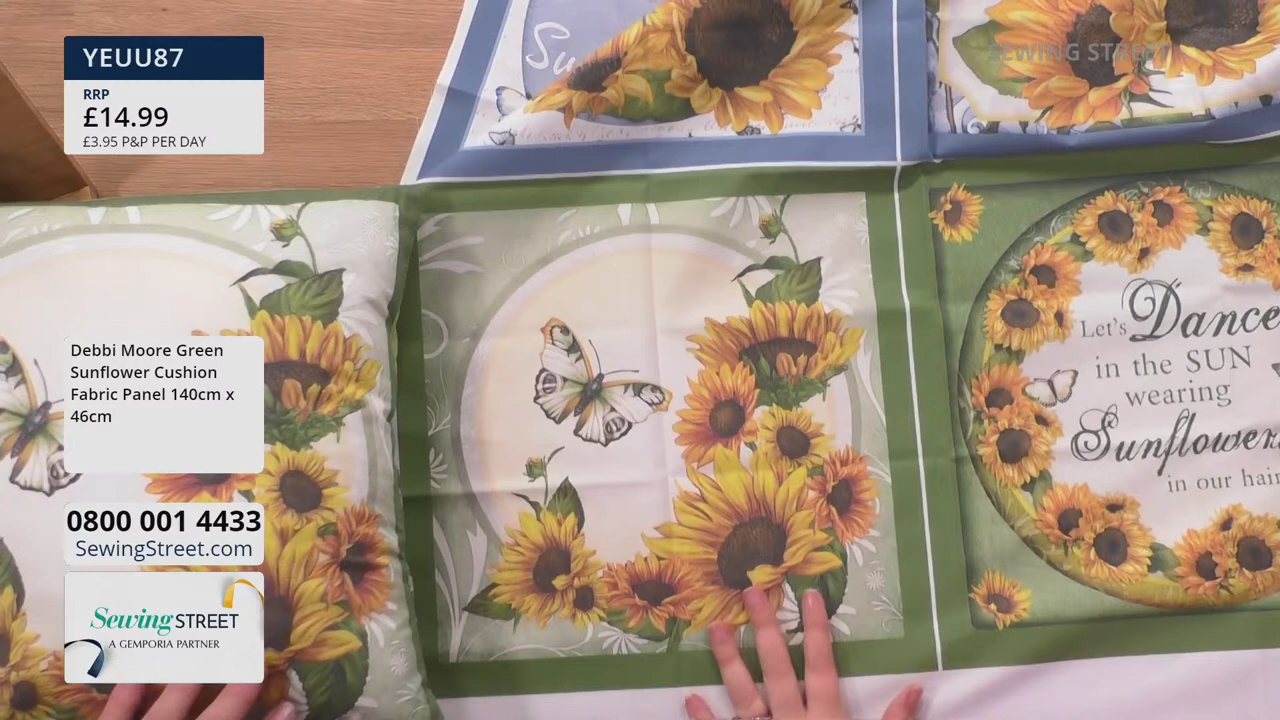 YEUU87
RRP
£14.99
£3.95 P&P PER DAY
Debbi Moore Green
Sunflower Cushion
Fabric Panel 140cm x
46cm
0800 001 4433
SewingStreet.com
Sewing STREET
A GEMPORIA PARTNER
SEWING STREET
Let's Dance
in the SUN
wearing
Sunflower
in our hair